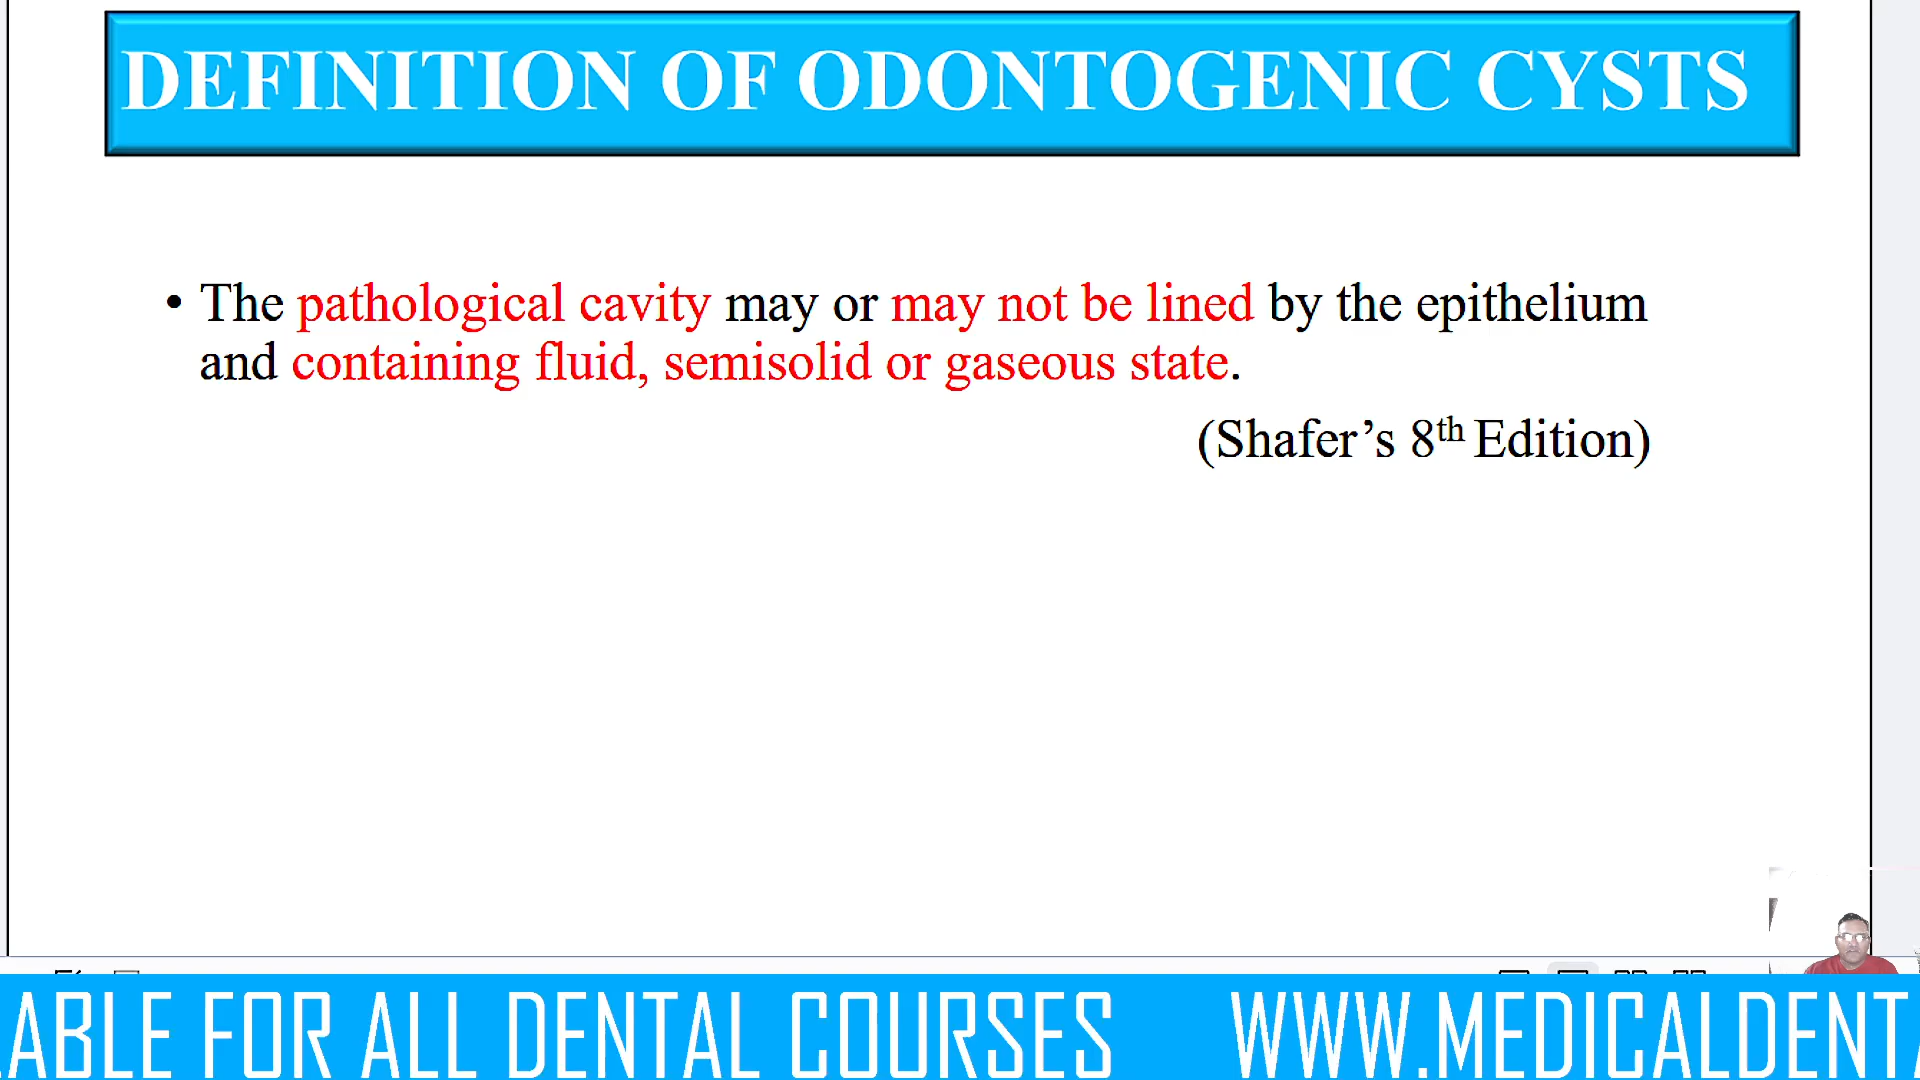 DEFINITION OF ODONTOGENIC CYSTS
• The pathological cavity may or may not be lined by the epithelium
and containing fluid, semisolid or gaseous state.
(Shafer’s 8th Edition)
ABLE FOR ALL DENTAL COURSES WWW.MEDICALDENTA